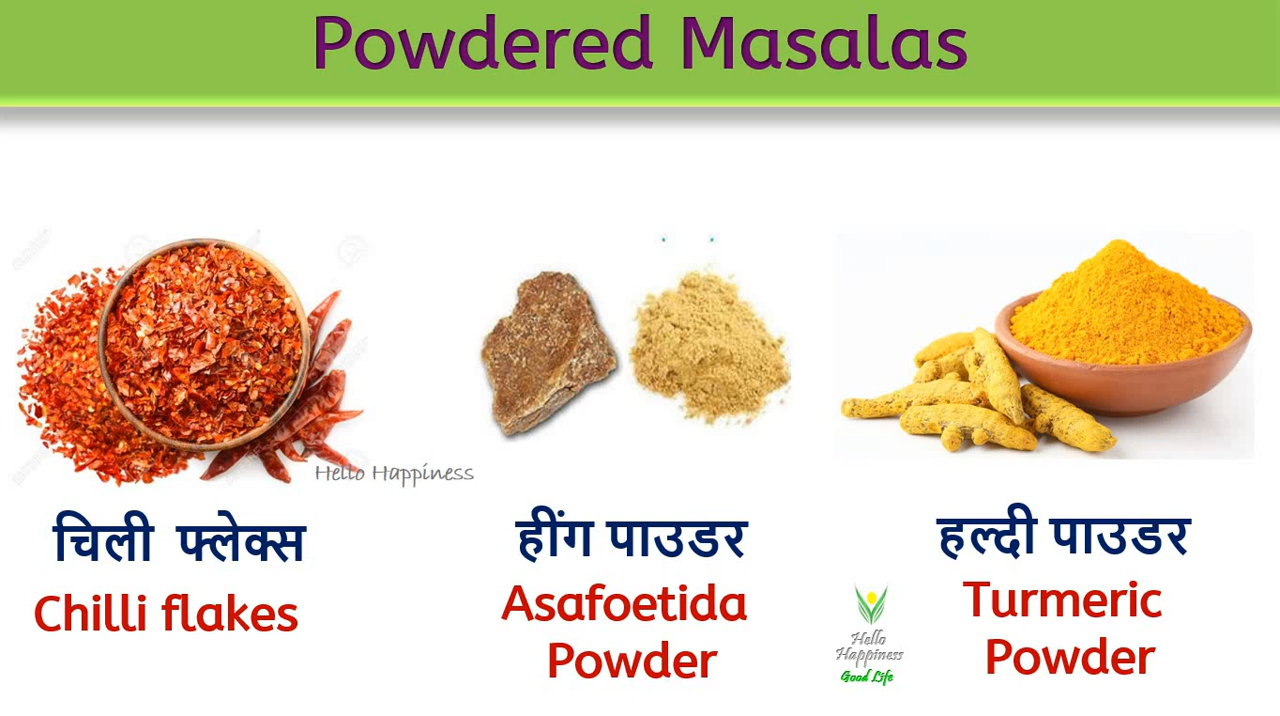 Powdered Masalas
Hello Happiness
चिली फ्लेक्स
Chilli flakes
हींग पाउडर
Asafoetida
Powder
हल्दी पाउडर
Turmeric
Powder
Hello
Happiness
Good Life